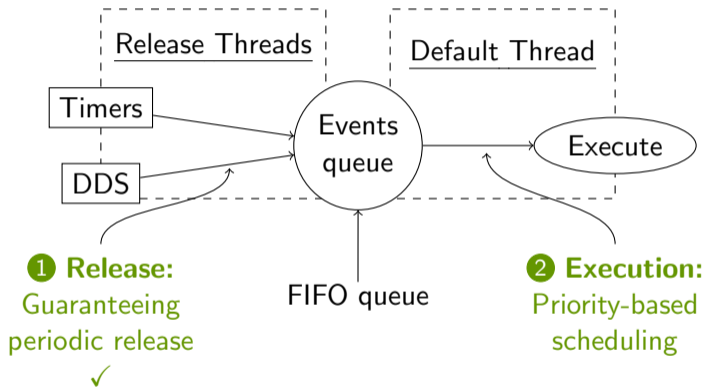 Release Threads
Default Thread
Timers
DDS
Events
queue
Execute
1 Release:
Guaranteeing
periodic release
✓
FIFO queue
2 Execution:
Priority-based
scheduling